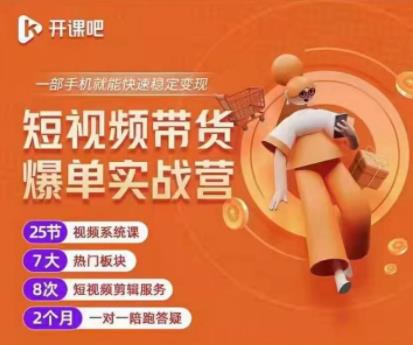 开课吧
一部手机就能快速稳定变现
短视频带货
爆单实战营
25节 视频系统课
7大 热门板块
8次 短视频剪辑服务
2个月 一对一陪跑答疑